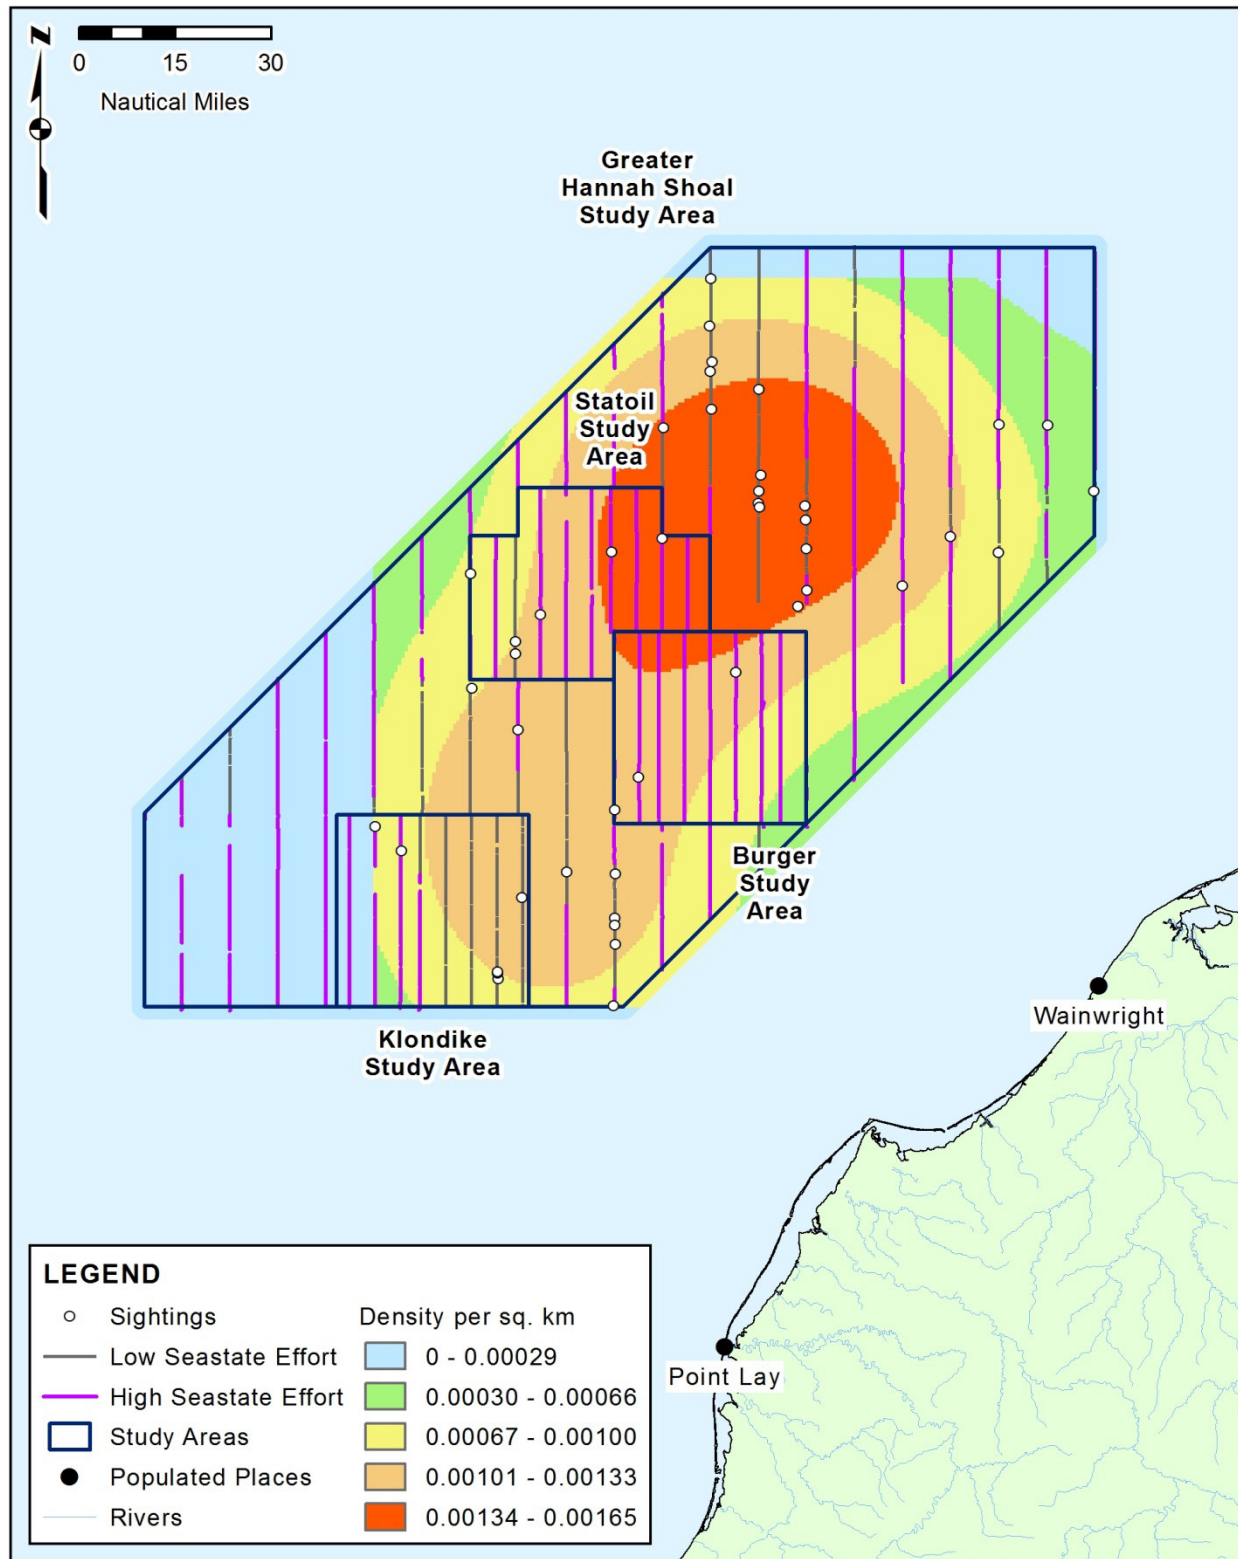 N
0 15 30
Nautical Miles
Greater
Hannah Shoal
Study Area
Statoil
Study
Area
Burger
Study
Area
Klondike
Study Area
Wainwright
Point Lay
LEGEND
Sightings
Low Seastate Effort
High Seastate Effort
Study Areas
Populated Places
Rivers
Density per sq. km
0 - 0.00029
0.00030 - 0.00066
0.00067 - 0.00100
0.00101 - 0.00133
0.00134 - 0.00165